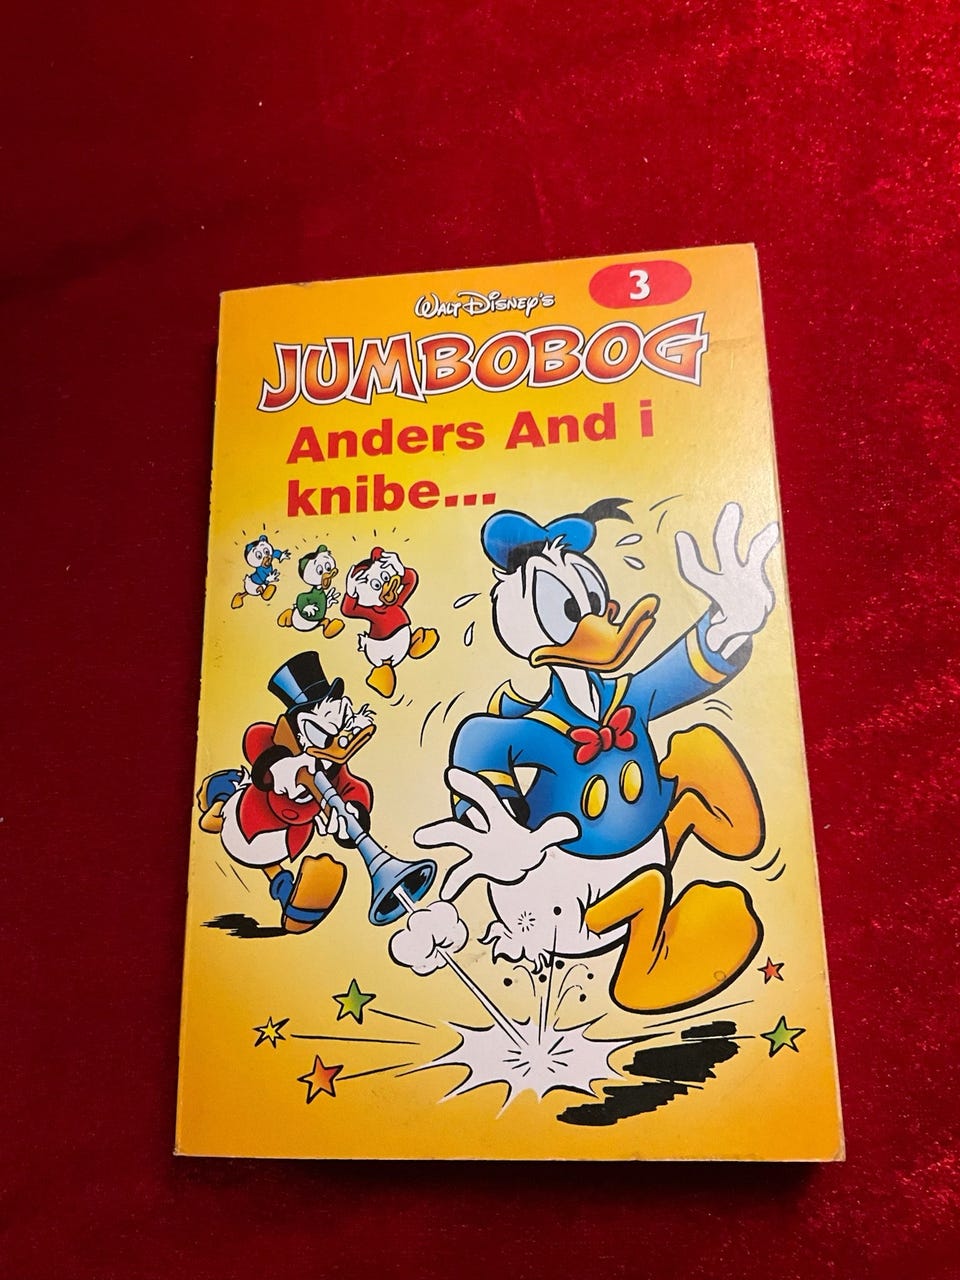 3
WALT DISNEY'S
JUMBOBOG
Anders And i
knibe...